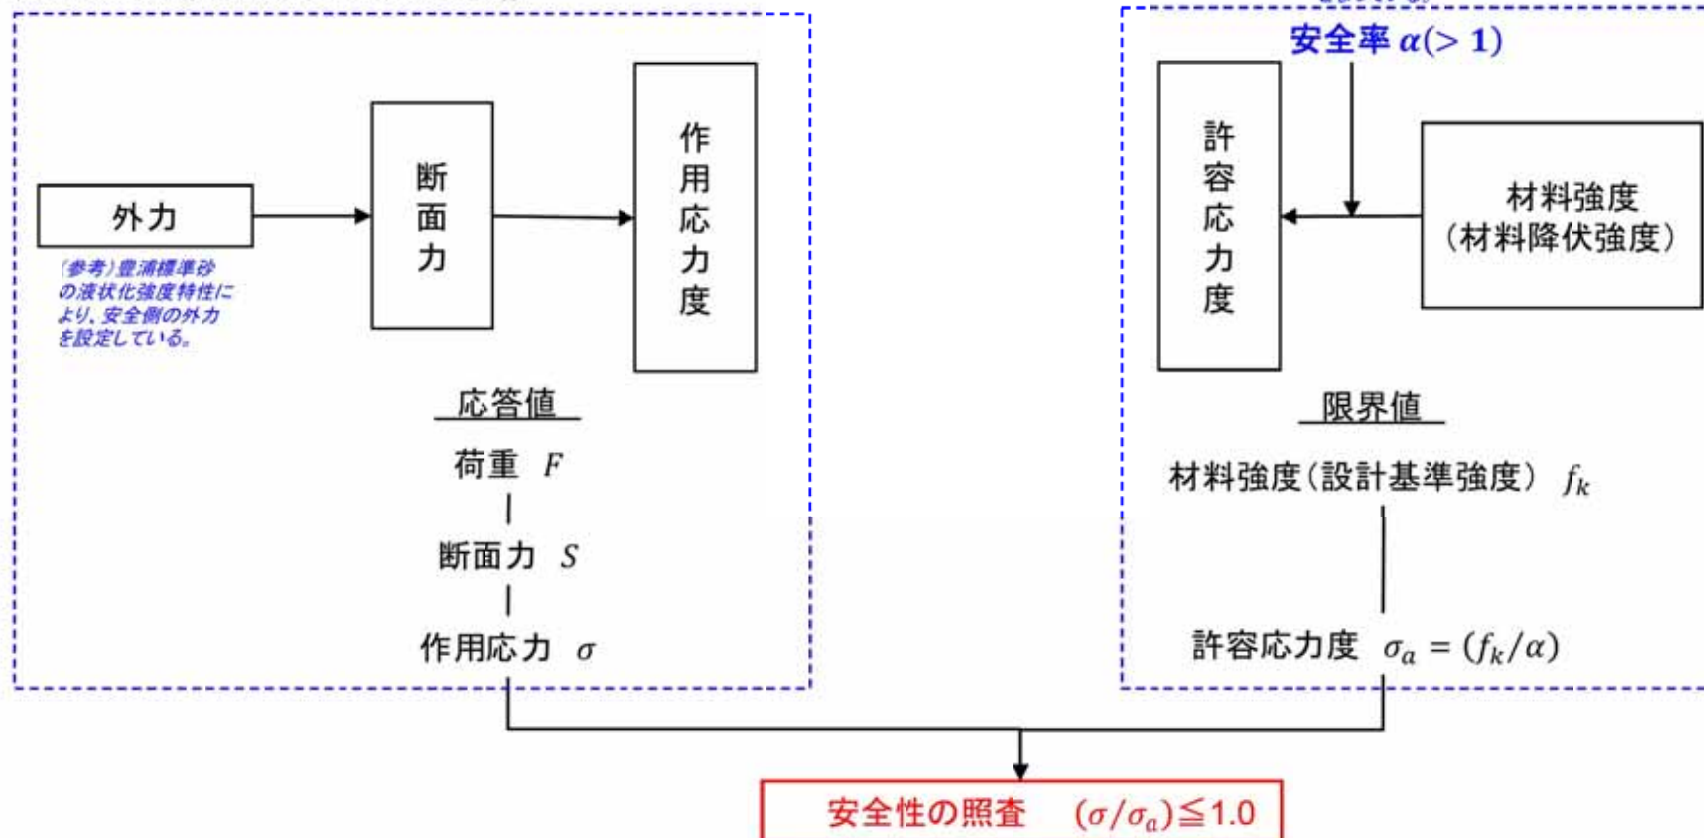 安全率 α(> 1)
外力
断面力
作用応力度
(参考)豊浦標準砂
の液状化強度特性に
より、安全側の外力
を設定している。
許容応力度
材料強度
（材料降伏強度）
応答値
荷重 F
断面力 S
作用応力 σ
限界値
材料強度（設計基準強度） f_k
許容応力度 σ_a = (f_k/α)
安全性の照査 (σ/σ_a)≦1.0